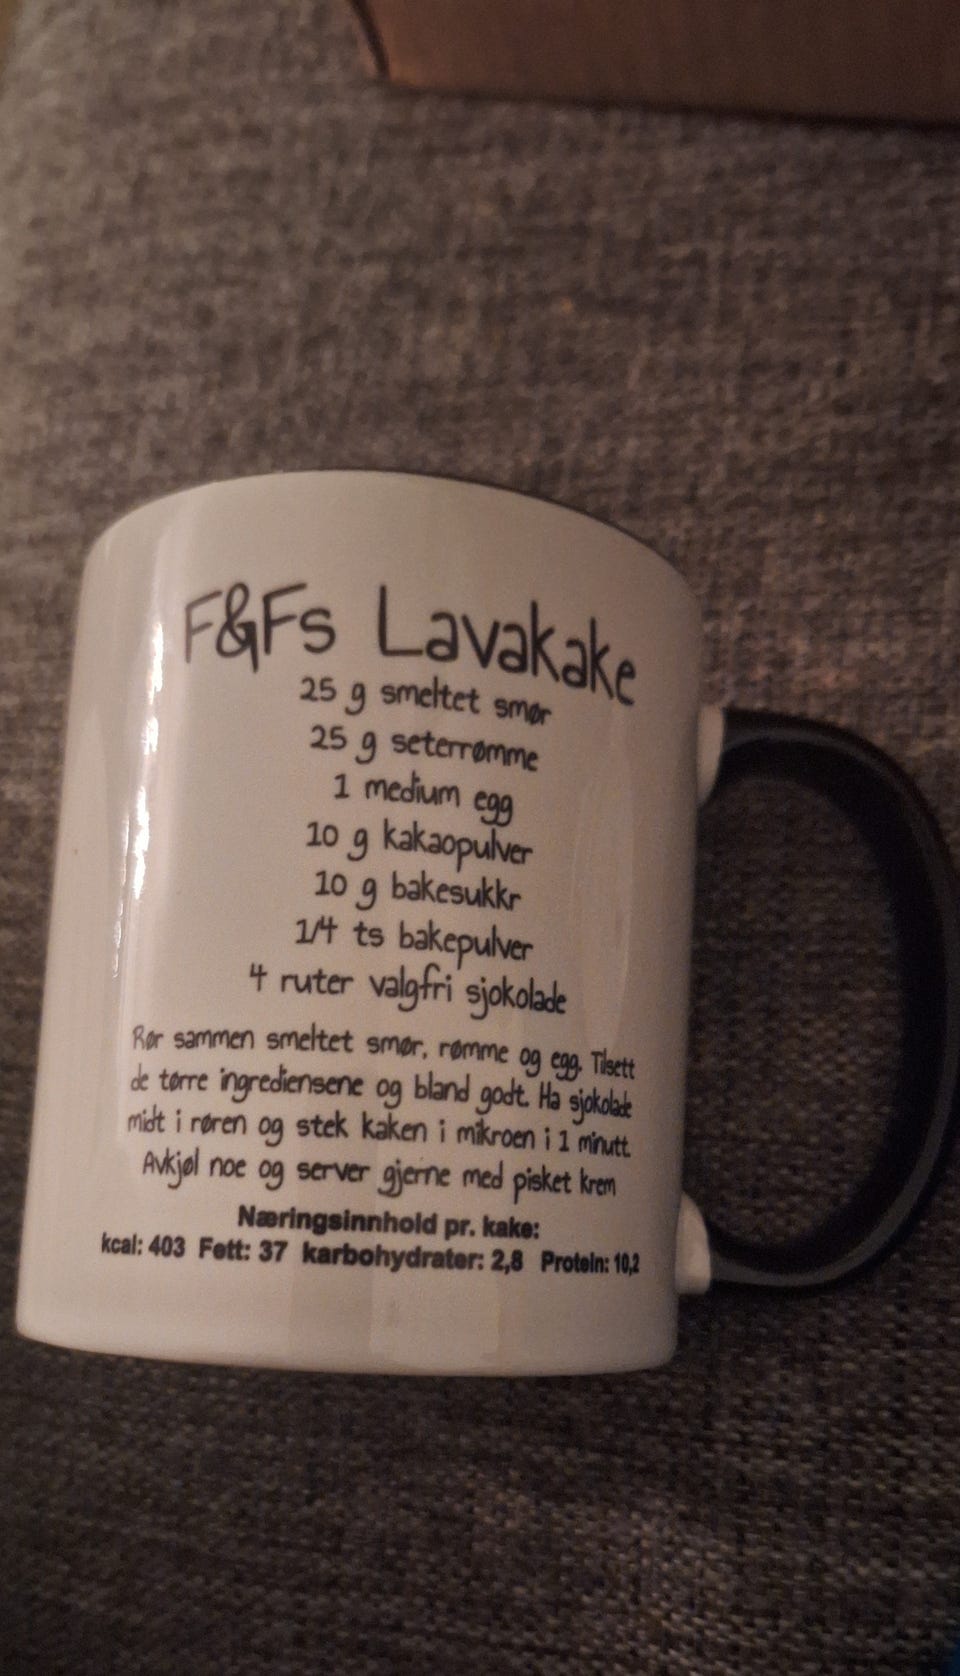 F&Fs Lavakake
25 g smeltet smør
25 g seterrømme
1 medium egg
10 g kakaopulver
10 g bakesukkr
1/4 ts bakepulver
4 ruter valgfri sjokolade
Rør sammen smeltet smør, rømme og egg. Tilsett
de tørre ingrediensene og bland godt. Ha sjokolade
midt i røren og stek kaken i mikroen i 1 minutt.
Avkjøl noe og server gjerne med pisket krem
Næringsinnhold pr. kake:
kcal: 403 Fett: 37 karbohydrater: 2,8 Protein: 10,2